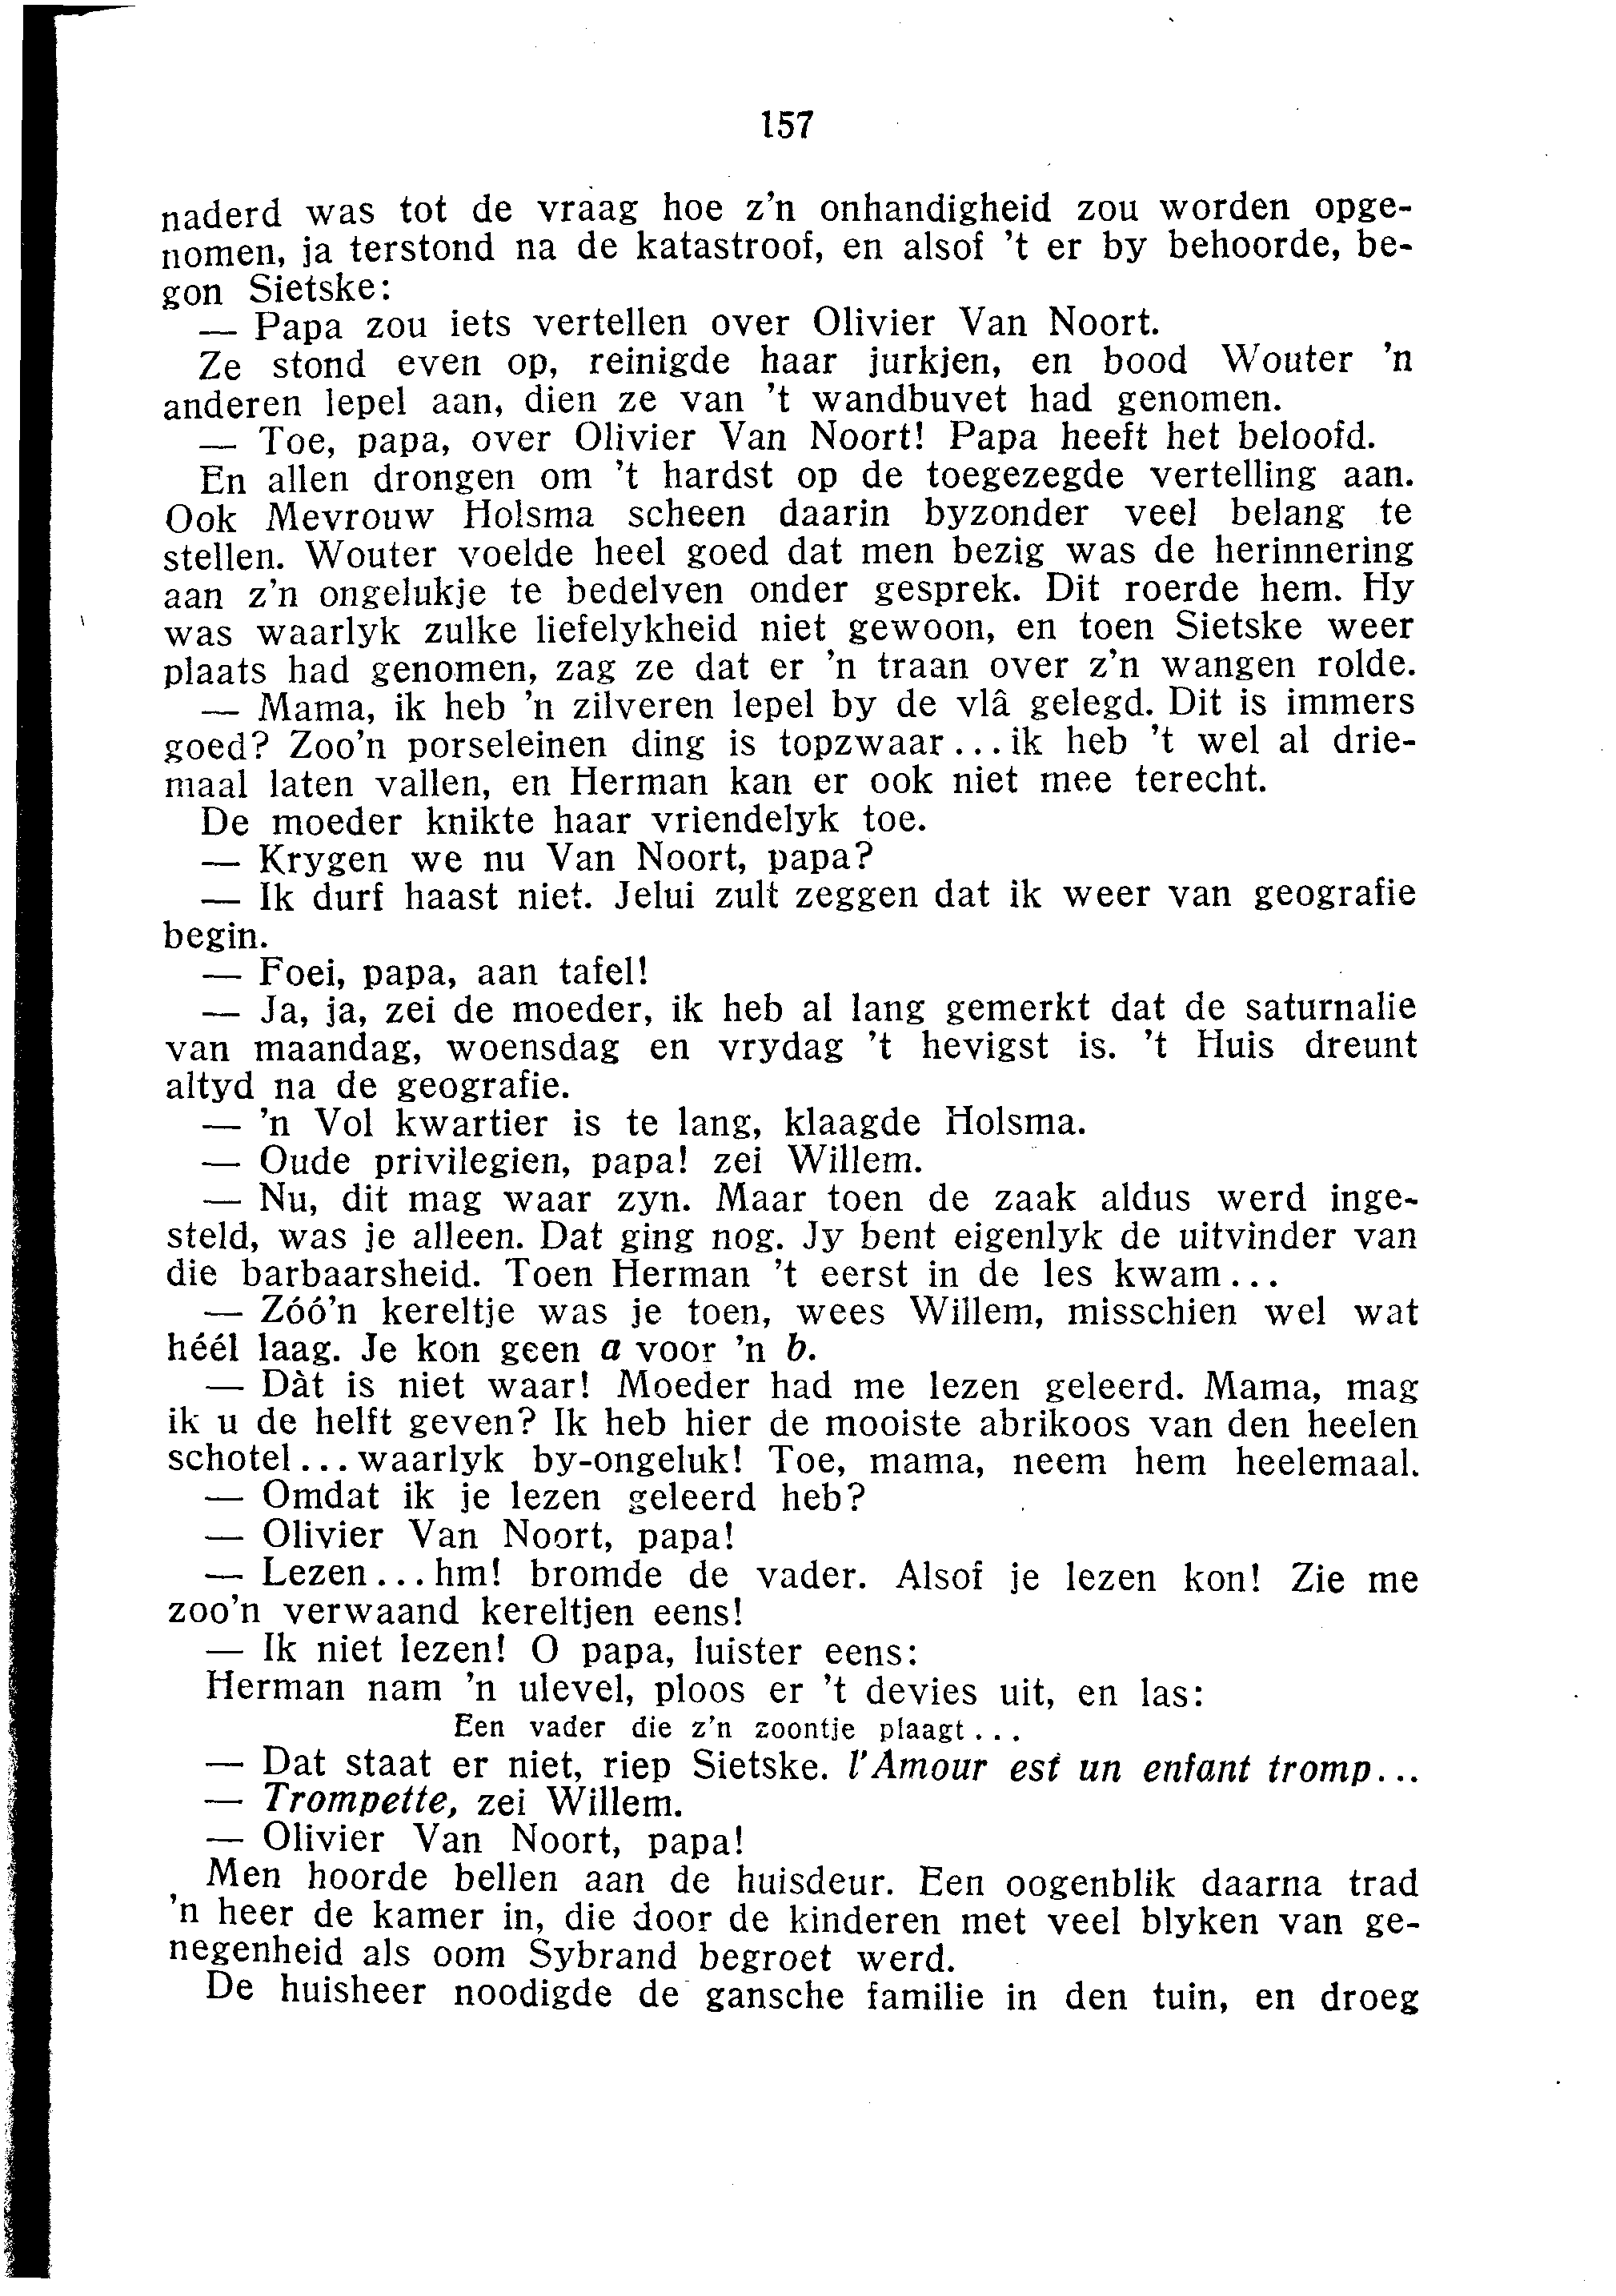 157
naderd was tot de vraag hoe z'n onhandigheid zou worden opge-
nomen, ja terstond na de katastroof, en alsof 't er by behoorde, be-
gon Sietske:
— Papa zou iets vertellen over Olivier Van Noort.
Ze stond even op, reinigde haar jurkjen, en bood Wouter 'n
anderen lepel aan, dien ze van 't wandbuvet had genomen.
— Toe, papa, over Olivier Van Noort! Papa heeft het beloofd.
En allen drongen om 't hardst op de toegezegde vertelling aan.
Ook Mevrouw Holsma scheen daarin byzonder veel belang te
stellen. Wouter voelde heel goed dat men bezig was de herinnering
aan z'n ongelukje te bedelven onder gesprek. Dit roerde hem. Hy
was waarlyk zulke liefelykheid niet gewoon, en toen Sietske weer
plaats had genomen, zag ze dat er 'n traan over z'n wangen rolde.
— Mama, ik heb 'n zilveren lepel by de vlâ gelegd. Dit is immers
goed? Zoo'n porseleinen ding is topzwaar... ik heb 't wel al drie-
maal laten vallen, en Herman kan er ook niet mee terecht.
De moeder knikte haar vriendelyk toe.
— Krygen we nu Van Noort, papa?
— Ik durf haast niet. Jelui zult zeggen dat ik weer van geografie
begin.
— Foei, papa, aan tafel!
— Ja, ja, zei de moeder, ik heb al lang gemerkt dat de saturnalie
van maandag, woensdag en vrydag 't hevigst is. 't Huis dreunt
altyd na de geografie.
— 'n Vol kwartier is te lang, klaagde Holsma.
— Oude privilegien, papa! zei Willem.
— Nu, dit mag waar zyn. Maar toen de zaak aldus werd inge-
steld, was je alleen. Dat ging nog. Jy bent eigenlyk de uitvinder van
die barbaarsheid. Toen Herman 't eerst in de les kwam...
— Zóó'n kereltje was je toen, wees Willem, misschien wel wat
héél laag. Je kon geen a voor 'n b.
— Dàt is niet waar! Moeder had me lezen geleerd. Mama, mag
ik u de helft geven? Ik heb hier de mooiste abrikoos van den heelen
schotel... waarlyk by-ongeluk! Toe, mama, neem hem heelemaal.
— Omdat ik je lezen geleerd heb?
— Olivier Van Noort, papa!
— Lezen... hm! bromde de vader. Alsof je lezen kon! Zie me
zoo'n verwaand kereltjen eens!
— Ik niet lezen! O papa, luister eens:
Herman nam 'n ulevel, ploos er 't devies uit, en las:
Een vader die z'n zoontje plaagt...
— Dat staat er niet, riep Sietske. l'Amour est un enfant tromp...
— Trompette, zei Willem.
— Olivier Van Noort, papa!
Men hoorde bellen aan de huisdeur. Een oogenblik daarna trad
'n heer de kamer in, die door de kinderen met veel blyken van ge-
negenheid als oom Sybrand begroet werd.
De huisheer noodigde de gansche familie in den tuin, en droeg